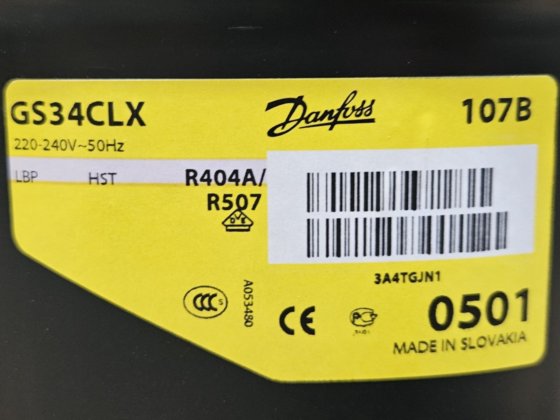 GS34CLX
Danfoss
107B
220-240V~50Hz
LBP HST R404A/
R507
3A4TGJN1
A053480
CCC S
CE
0501
MADE IN SLOVAKIA